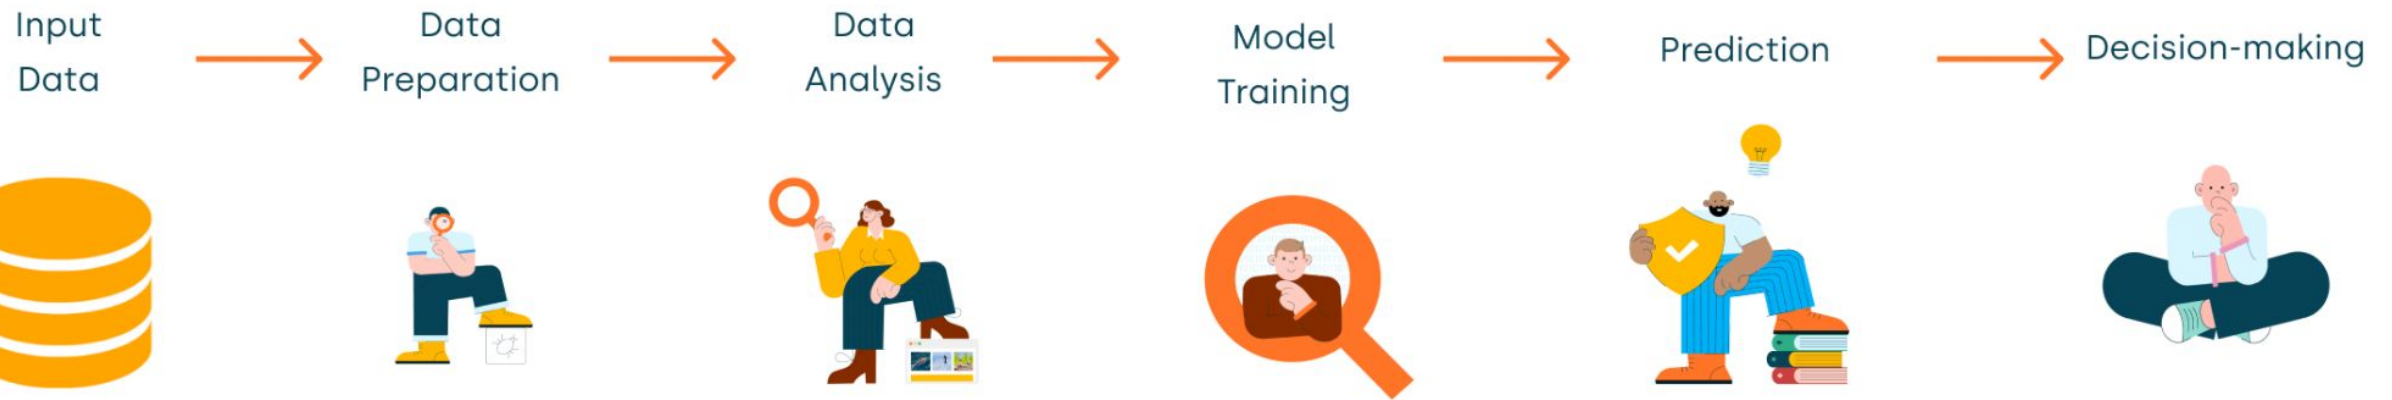 Input
Data
Data
Preparation
Data
Analysis
Model
Training
Prediction
Decision-making